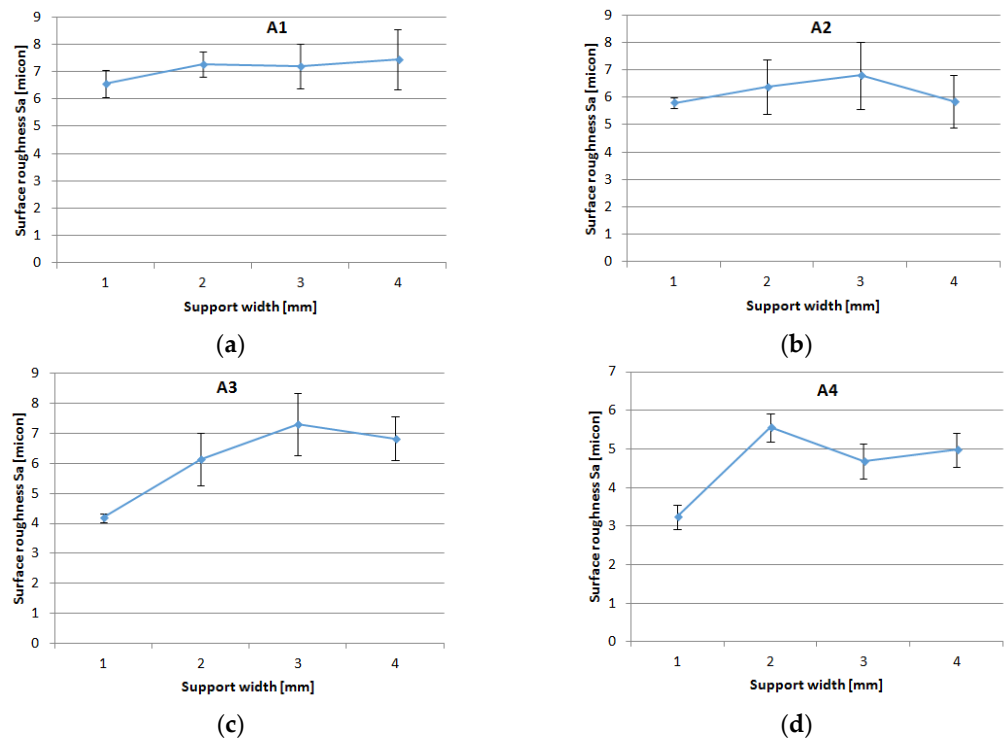 A1
Surface roughness Sa [micon]
9
8
7
6
5
4
3
2
1
0
1 2 3 4
Support width [mm]
(a)
A2
Surface roughness Sa [micon]
9
8
7
6
5
4
3
2
1
0
1 2 3 4
Support width [mm]
(b)
A3
Surface roughness Sa [micon]
9
8
7
6
5
4
3
2
1
0
1 2 3 4
Support width [mm]
(c)
A4
Surface roughness Sa [micon]
7
6
5
4
3
2
1
0
1 2 3 4
Support width [mm]
(d)